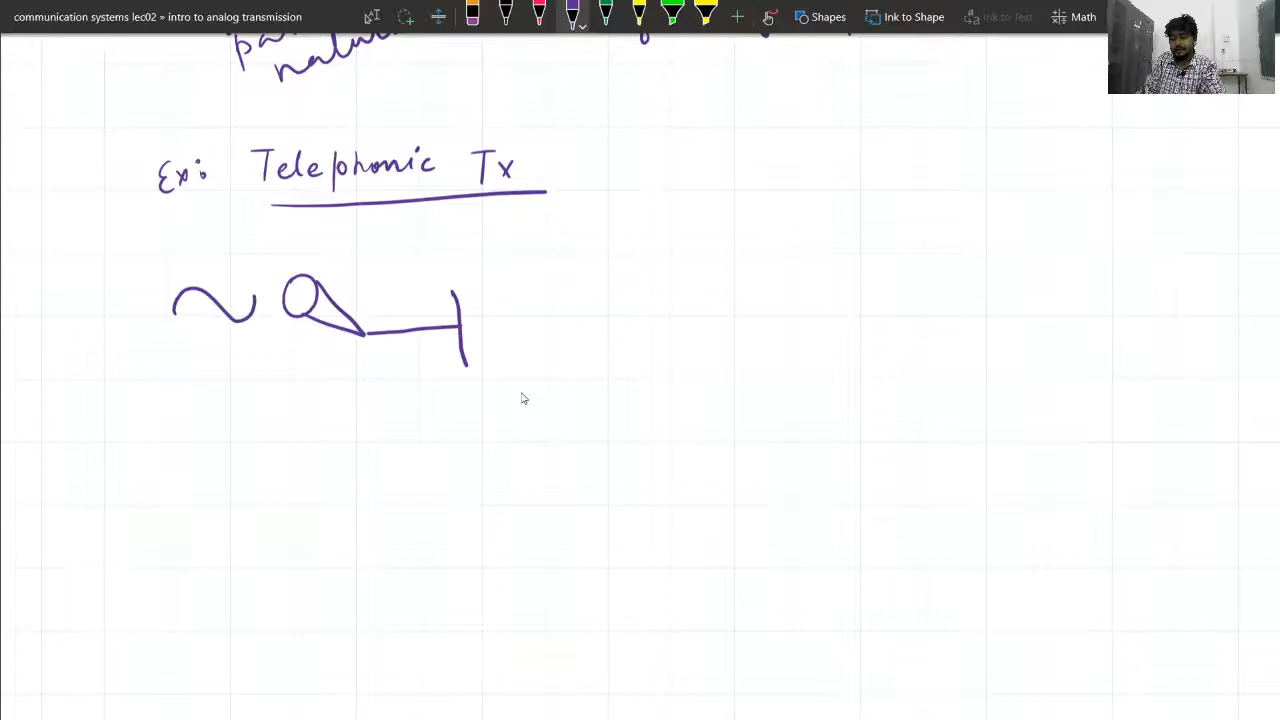 communication systems lec02 » intro to analog transmission
Shapes Ink to Shape Ink to Text Math
Ex: Telephonic Tx